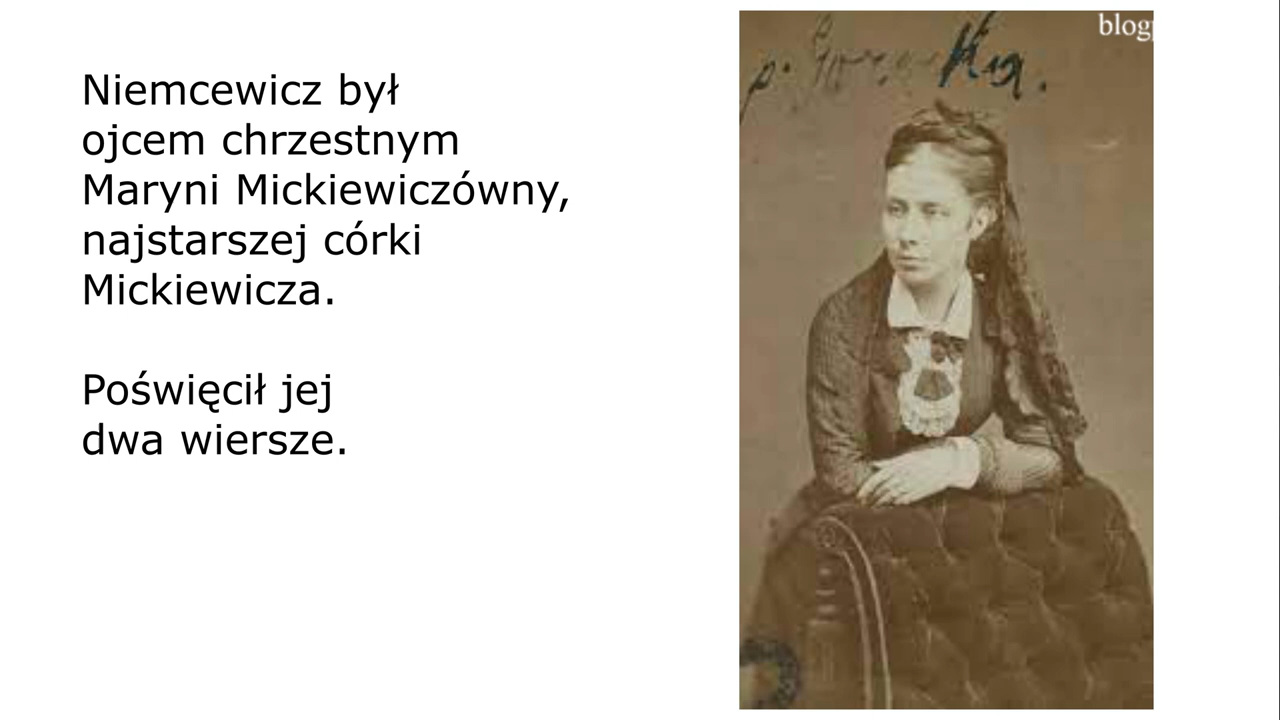 Niemcewicz był
ojcem chrzestnym
Maryni Mickiewiczówny,
najstarszej córki
Mickiewicza.
Poświęcił jej
dwa wiersze.
p.